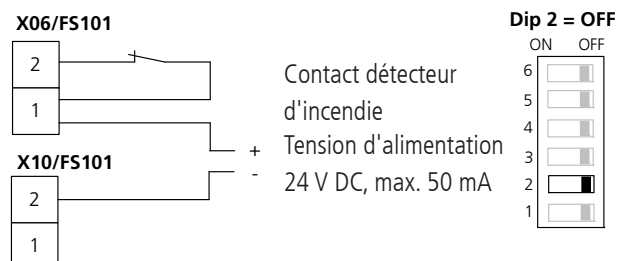 X06/FS101
2
1
+
-
X10/FS101
2
1
Contact détecteur
d'incendie
Tension d'alimentation
24 V DC, max. 50 mA
Dip 2 = OFF
ON OFF
6
5
4
3
2
1